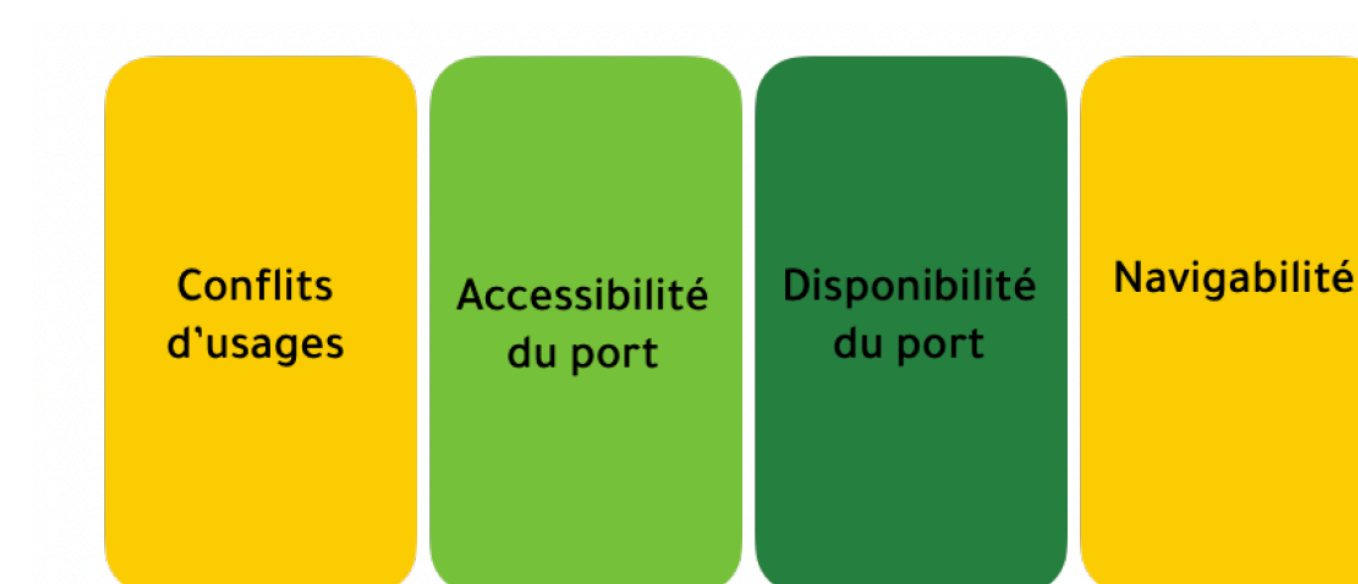 Conflits
d’usages
Accessibilité
du port
Disponibilité
du port
Navigabilité